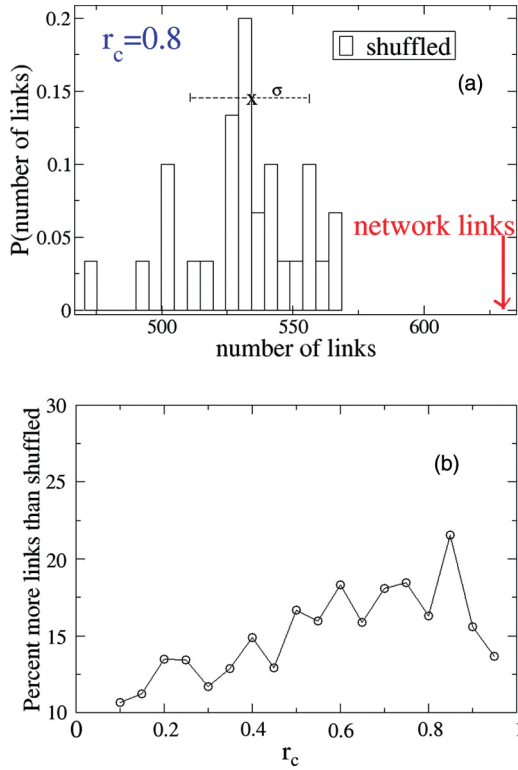 r_c=0.8
shuffled
(a)
σ
x
network links
P(number of links)
0.2
0.15
0.1
0.05
0
500
550
600
number of links
(b)
Percent more links than shuffled
30
25
20
15
10
0
0.2
0.4
0.6
0.8
1
r_c